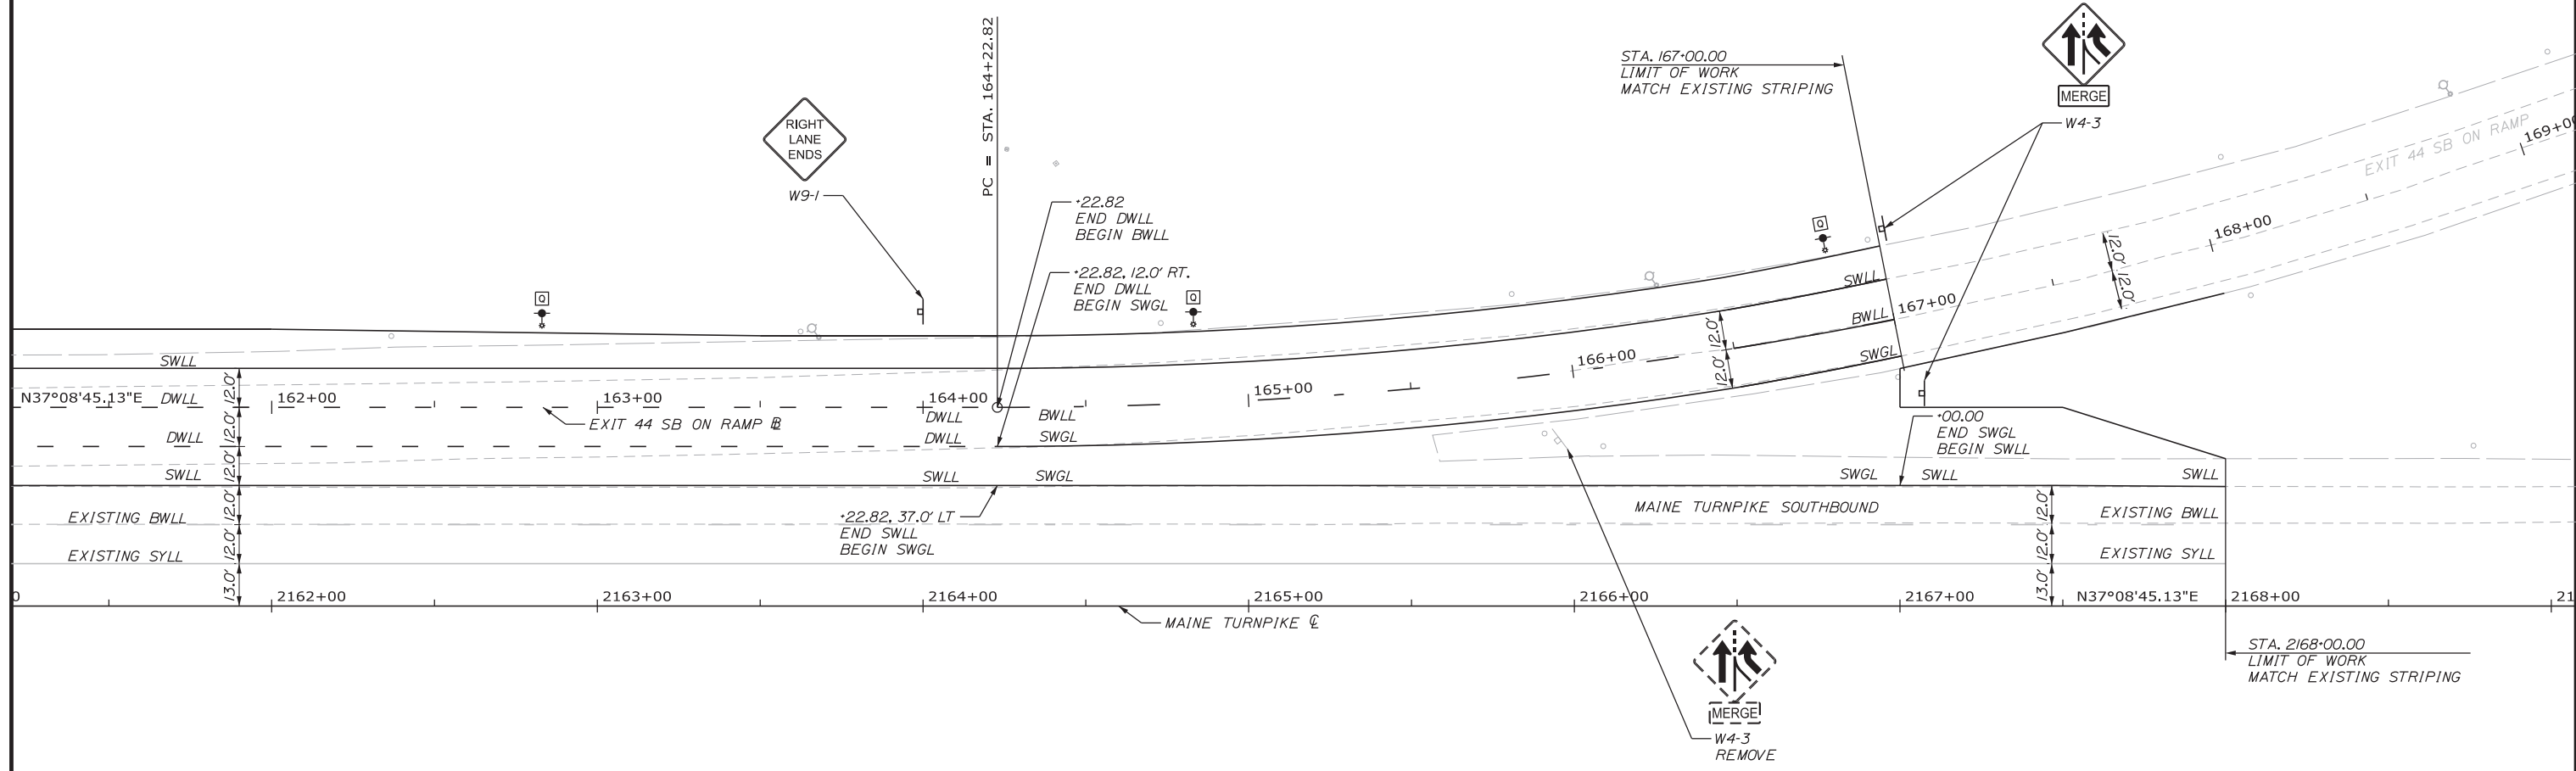 PC = STA. 164+22.82
STA. 167+00.00
LIMIT OF WORK
MATCH EXISTING STRIPING
MERGE
W4-3
RIGHT
LANE
ENDS
W9-1
+22.82
END DWLL
BEGIN BWLL
+22.82, 12.0' RT.
END DWLL
BEGIN SWGL
Q
Q
Q
EXIT 44 SB ON RAMP
169+00
168+00
167+00
12.0'
12.0'
SWLL
BWLL
SWGL
12.0'
12.0'
166+00
165+00
SWLL
12.0'
N37°08'45.13"E
DWLL
162+00
163+00
164+00
DWLL
BWLL
EXIT 44 SB ON RAMP BL
12.0'
DWLL
DWLL
SWGL
12.0'
SWLL
SWLL
SWGL
SWGL
SWLL
SWLL
+00.00
END SWGL
BEGIN SWLL
EXISTING BWLL
12.0'
+22.82, 37.0' LT
END SWLL
BEGIN SWGL
MAINE TURNPIKE SOUTHBOUND
12.0'
EXISTING BWLL
EXISTING SYLL
12.0'
12.0'
EXISTING SYLL
13.0'
13.0'
0
2162+00
2163+00
2164+00
2165+00
2166+00
2167+00
N37°08'45.13"E
2168+00
21
MAINE TURNPIKE CL
STA. 2168+00.00
LIMIT OF WORK
MATCH EXISTING STRIPING
MERGE
W4-3
REMOVE